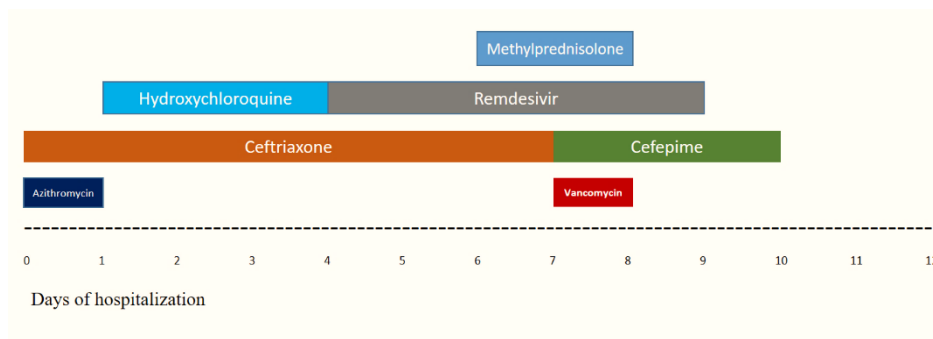 Methylprednisolone
Hydroxychloroquine Remdesivir
Ceftriaxone Cefepime
Azithromycin Vancomycin
0 1 2 3 4 5 6 7 8 9 10 11
Days of hospitalization